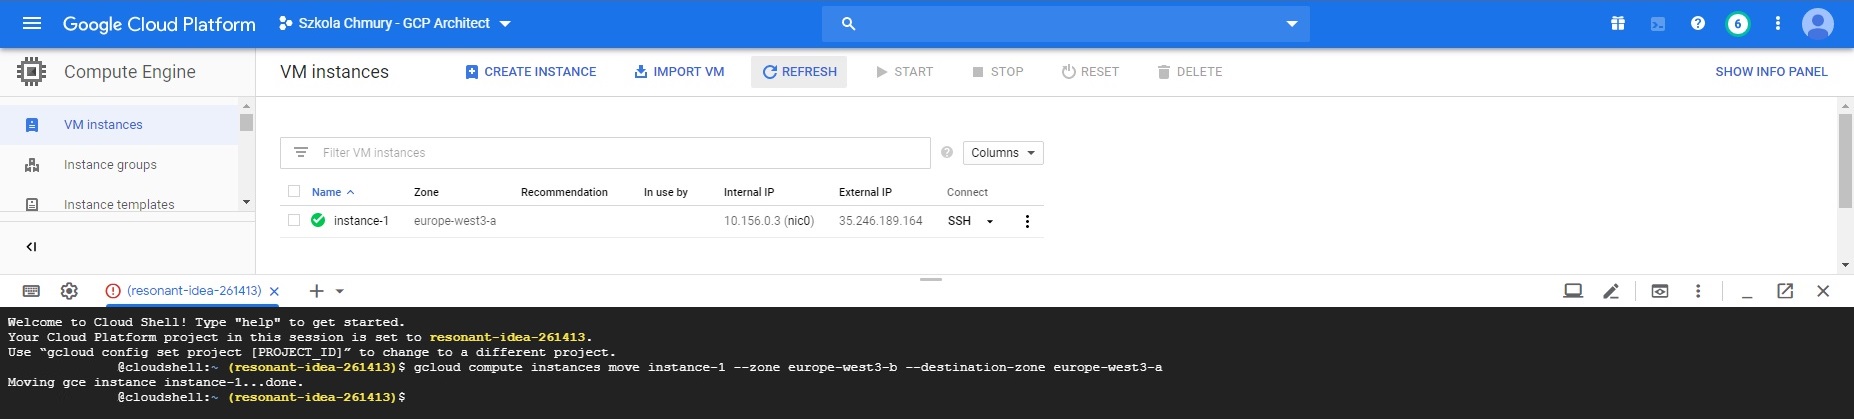 Google Cloud Platform Szkola Chmury - GCP Architect 6
Compute Engine VM instances CREATE INSTANCE IMPORT VM REFRESH START STOP RESET DELETE SHOW INFO PANEL
VM instances
Instance groups
Instance templates
Filter VM instances Columns
Name Zone Recommendation In use by Internal IP External IP Connect
instance-1 europe-west3-a 10.156.0.3 (nic0) 35.246.189.164 SSH
(resonant-idea-261413)
Welcome to Cloud Shell! Type "help" to get started.
Your Cloud Platform project in this session is set to resonant-idea-261413.
Use “gcloud config set project [PROJECT_ID]” to change to a different project.
@cloudshell:~ (resonant-idea-261413)$ gcloud compute instances move instance-1 --zone europe-west3-b --destination-zone europe-west3-a
Moving gce instance instance-1...done.
@cloudshell:~ (resonant-idea-261413)$